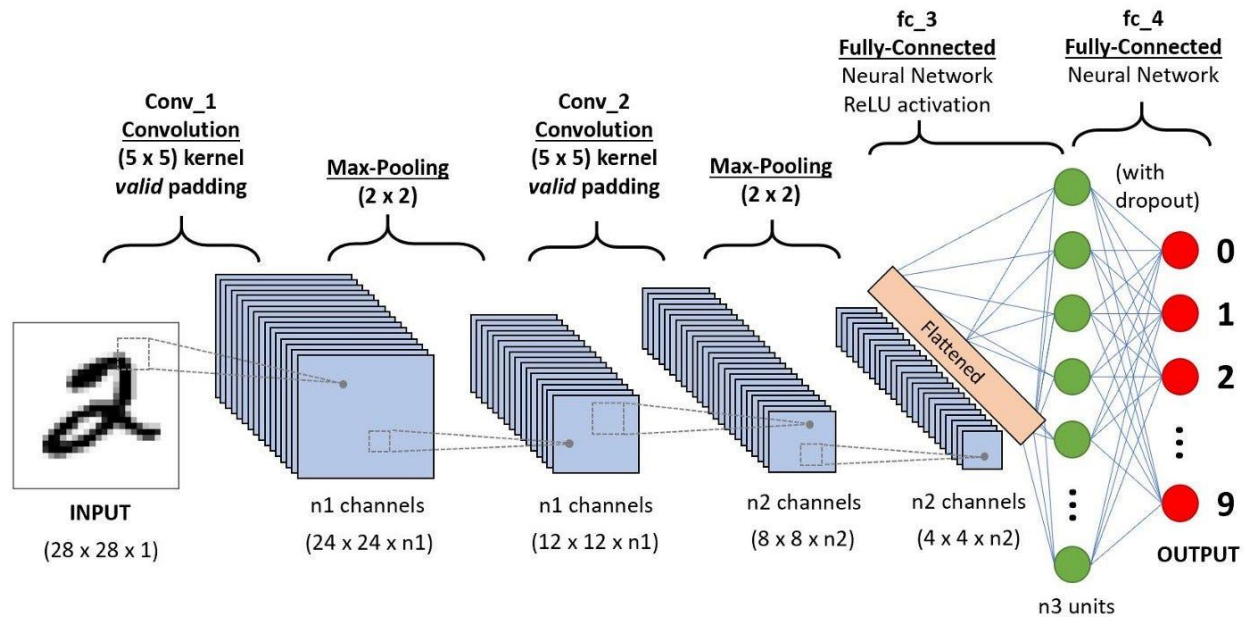 fc_3
Fully-Connected
Neural Network
ReLU activation
fc_4
Fully-Connected
Neural Network
Conv_1
Convolution
(5 x 5) kernel
valid padding
Max-Pooling
(2 x 2)
Conv_2
Convolution
(5 x 5) kernel
valid padding
Max-Pooling
(2 x 2)
(with
dropout)
0
1
2
9
Flattened
2
INPUT
(28 x 28 x 1)
n1 channels
(24 x 24 x n1)
n1 channels
(12 x 12 x n1)
n2 channels
(8 x 8 x n2)
n2 channels
(4 x 4 x n2)
OUTPUT
n3 units